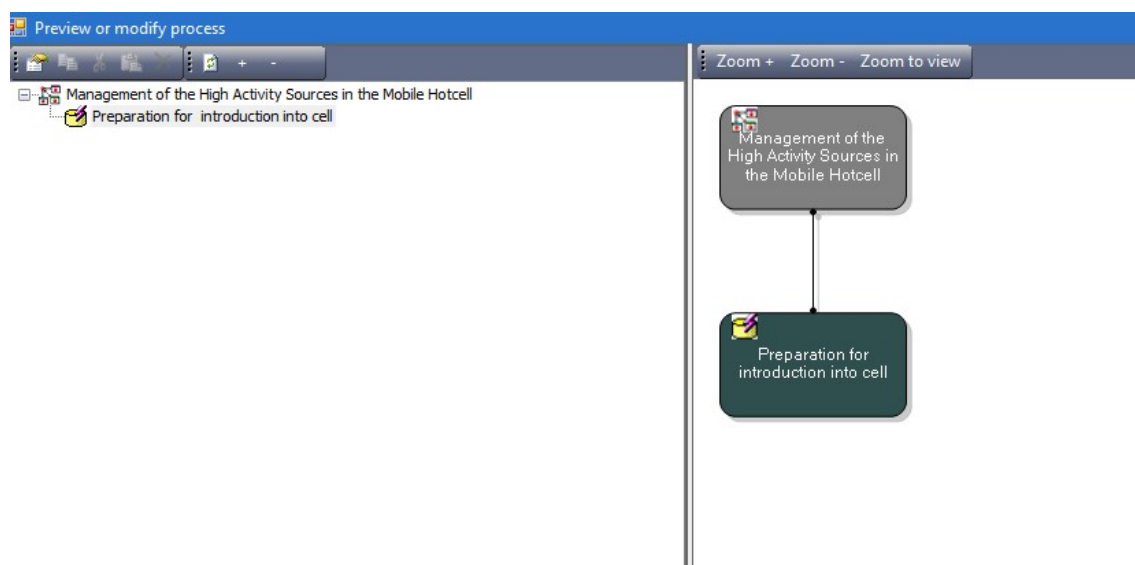 Preview or modify process
+ -
Zoom + Zoom - Zoom to view
Management of the High Activity Sources in the Mobile Hotcell
Preparation for introduction into cell
Management of the
High Activity Sources in
the Mobile Hotcell
Preparation for
introduction into cell